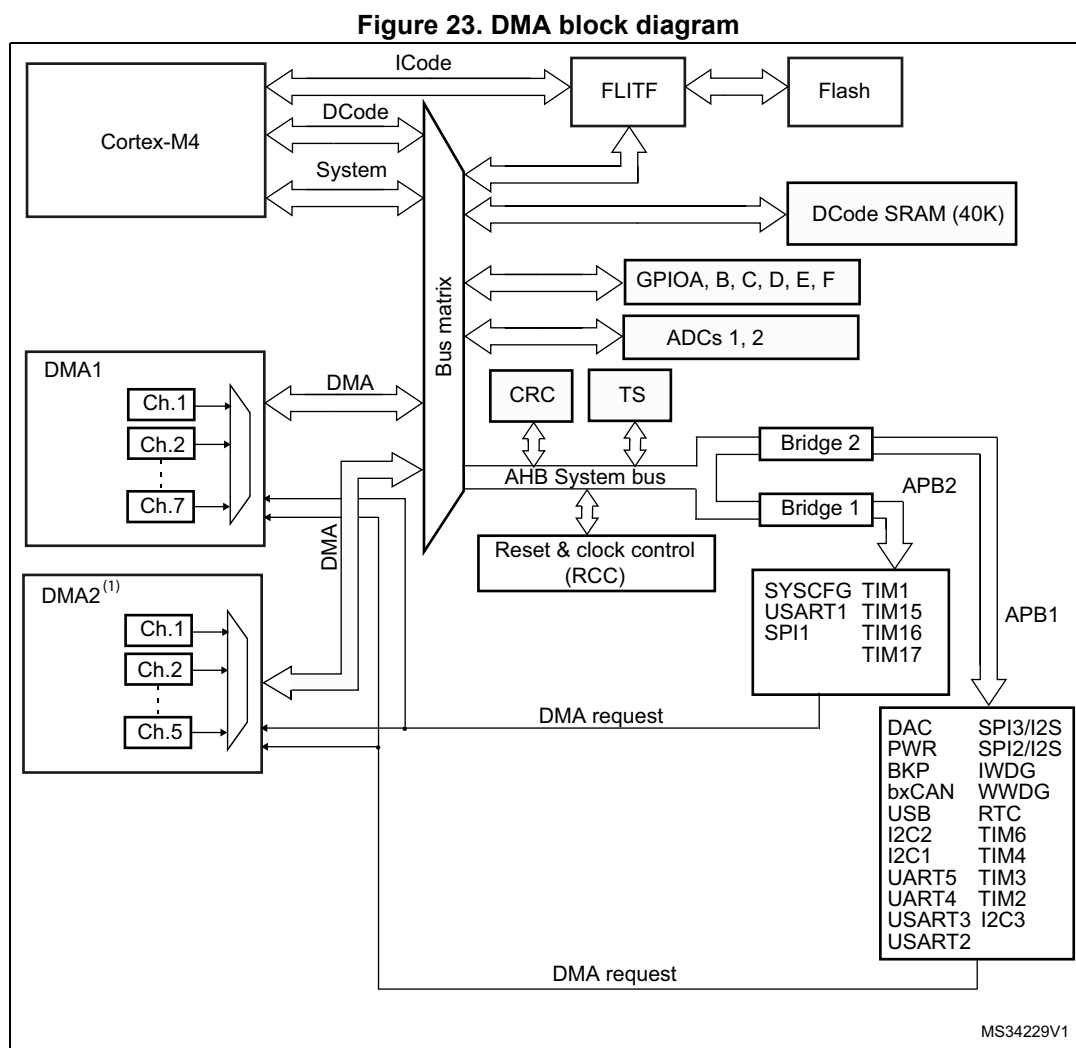 Figure 23. DMA block diagram
ICode
FLITF
Flash
Cortex-M4
DCode
System
DCode SRAM (40K)
Bus matrix
GPIOA, B, C, D, E, F
ADCs 1, 2
DMA1
Ch.1
Ch.2
Ch.7
DMA
CRC
TS
Bridge 2
AHB System bus
APB2
Bridge 1
DMA
Reset & clock control
(RCC)
DMA2(1)
Ch.1
Ch.2
Ch.5
SYSCFG TIM1
USART1 TIM15
SPI1 TIM16
TIM17
APB1
DMA request
DAC SPI3/I2S
PWR SPI2/I2S
BKP IWDG
bxCAN WWDG
USB RTC
I2C2 TIM6
I2C1 TIM4
UART5 TIM3
UART4 TIM2
USART3 I2C3
USART2
DMA request
MS34229V1